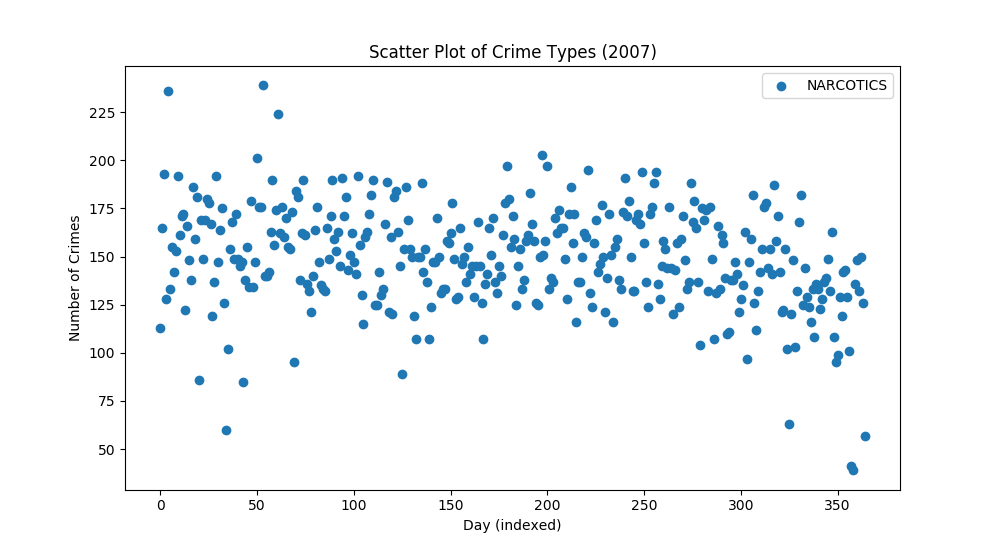 Scatter Plot of Crime Types (2007)
NARCOTICS
225
200
175
150
125
100
75
50
Number of Crimes
0 50 100 150 200 250 300 350
Day (indexed)